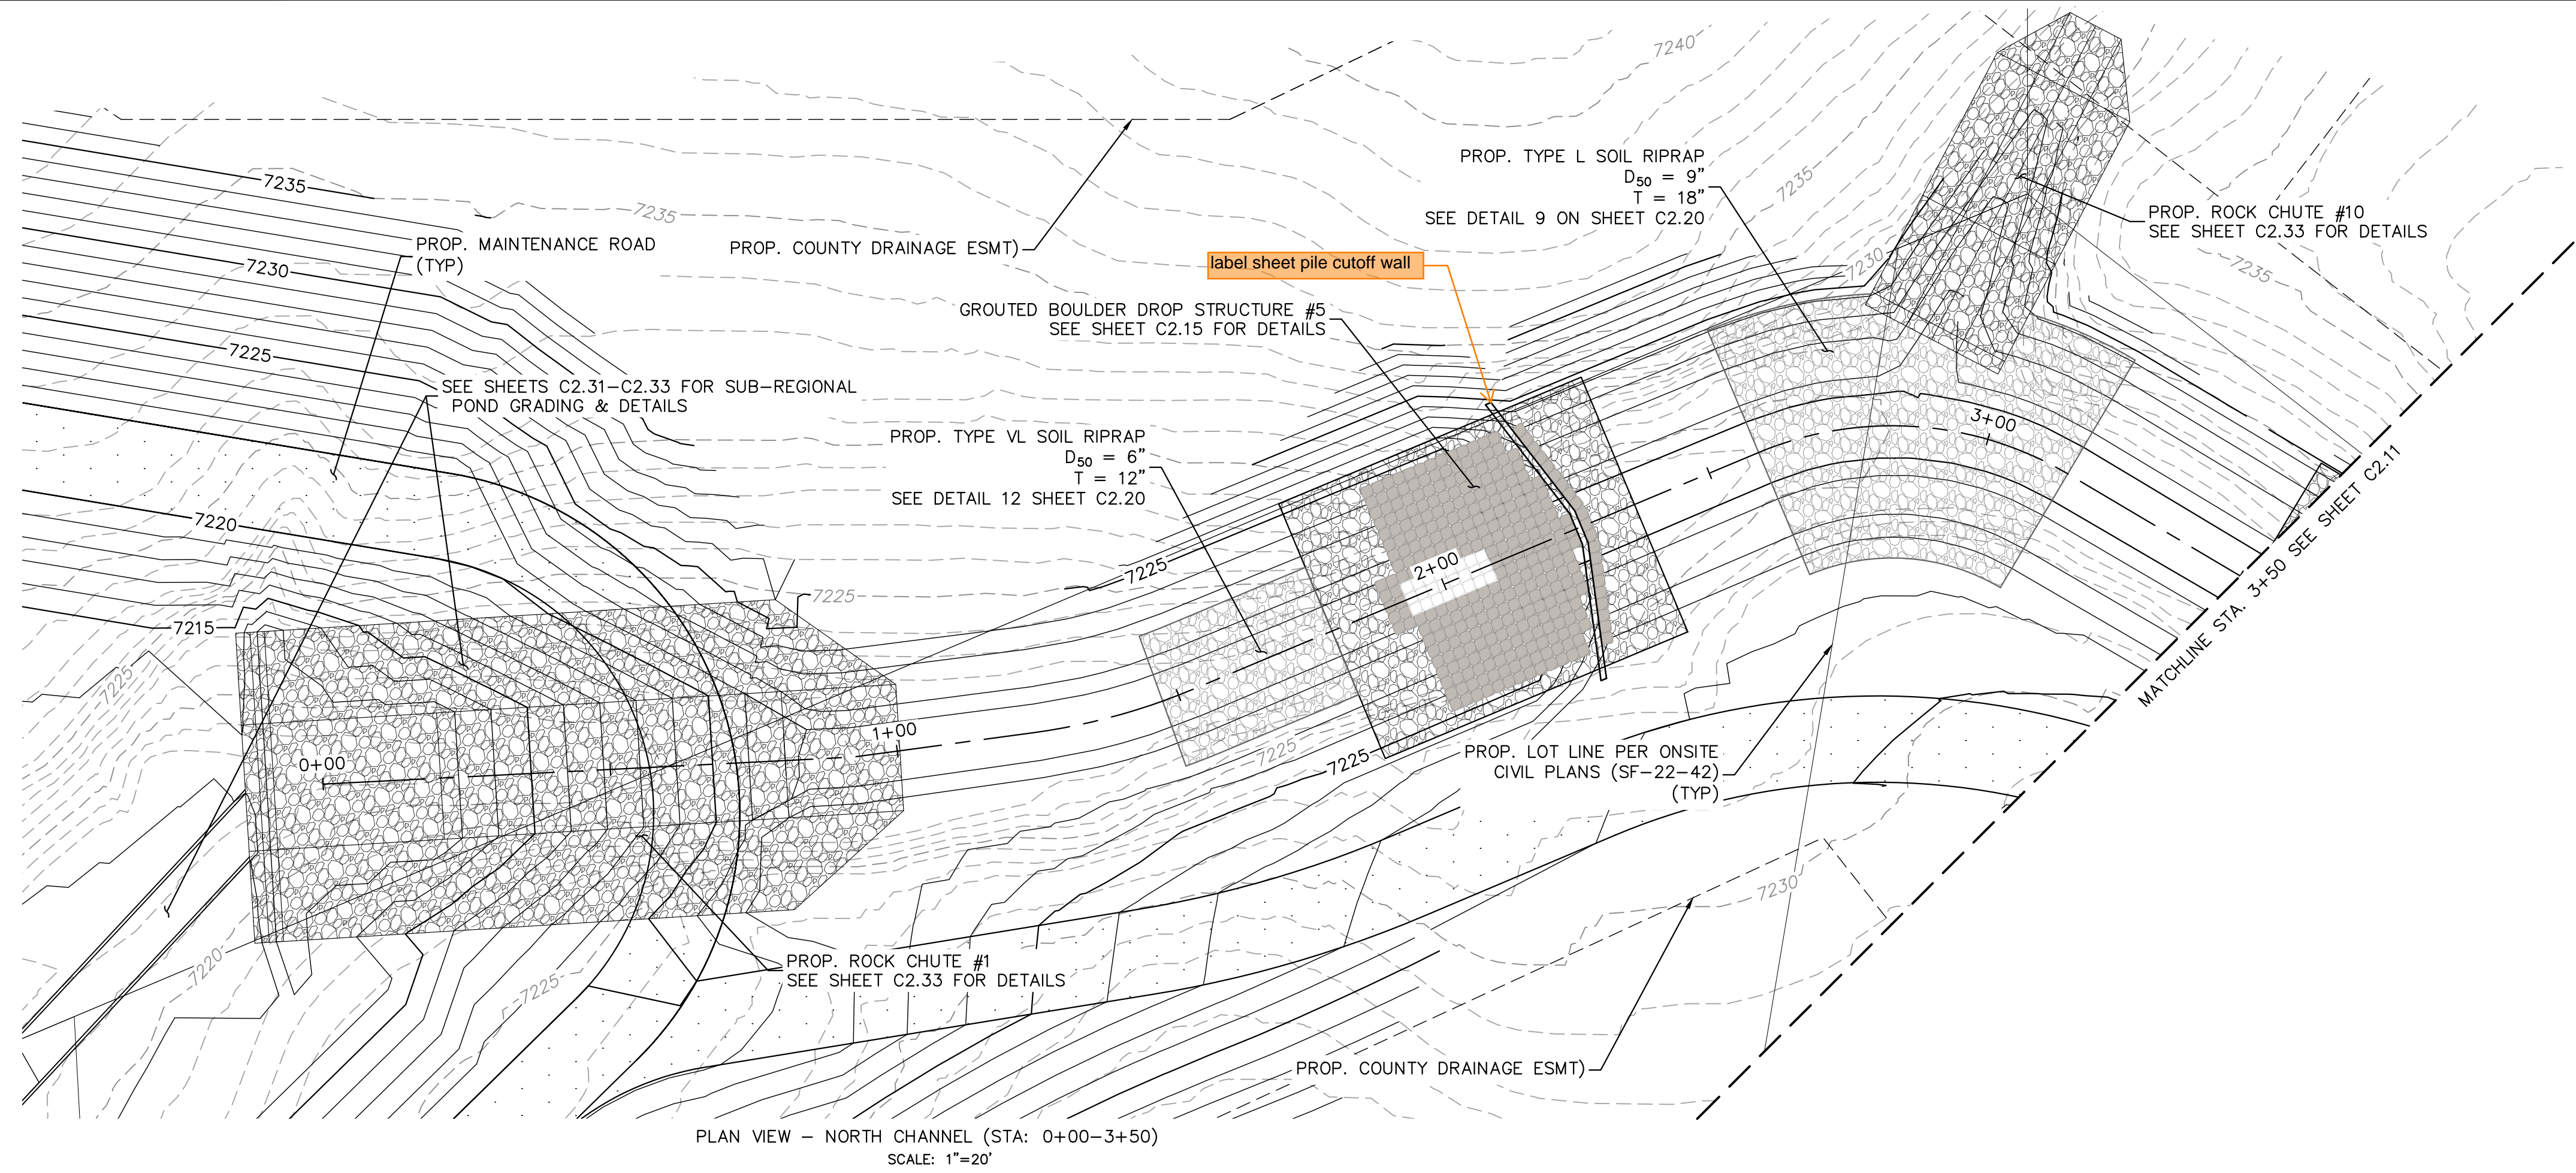 7240
7235
7235
7235
PROP. MAINTENANCE ROAD
(TYP)
PROP. COUNTY DRAINAGE ESMT)
PROP. TYPE L SOIL RIPRAP
D50 = 9"
T = 18"
SEE DETAIL 9 ON SHEET C2.20
PROP. ROCK CHUTE #10
SEE SHEET C2.33 FOR DETAILS
7230
7230
7235
label sheet pile cutoff wall
GROUTED BOULDER DROP STRUCTURE #5
SEE SHEET C2.15 FOR DETAILS
7225
SEE SHEETS C2.31-C2.33 FOR SUB-REGIONAL
POND GRADING & DETAILS
3+00
PROP. TYPE VL SOIL RIPRAP
D50 = 6"
T = 12"
SEE DETAIL 12 SHEET C2.20
7220
MATCHLINE STA. 3+50 SEE SHEET C2.11
2+00
7225
7225
7215
7225
1+00
0+00
7225
7225
PROP. LOT LINE PER ONSITE
CIVIL PLANS (SF-22-42)
(TYP)
7230
7220
7225
PROP. ROCK CHUTE #1
SEE SHEET C2.33 FOR DETAILS
PROP. COUNTY DRAINAGE ESMT)
PLAN VIEW – NORTH CHANNEL (STA: 0+00-3+50)
SCALE: 1"=20'